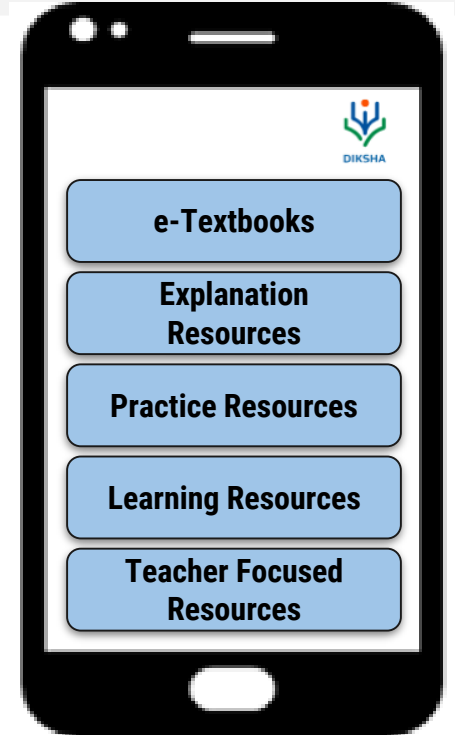 DIKSHA
e-Textbooks
Explanation
Resources
Practice Resources
Learning Resources
Teacher Focused
Resources